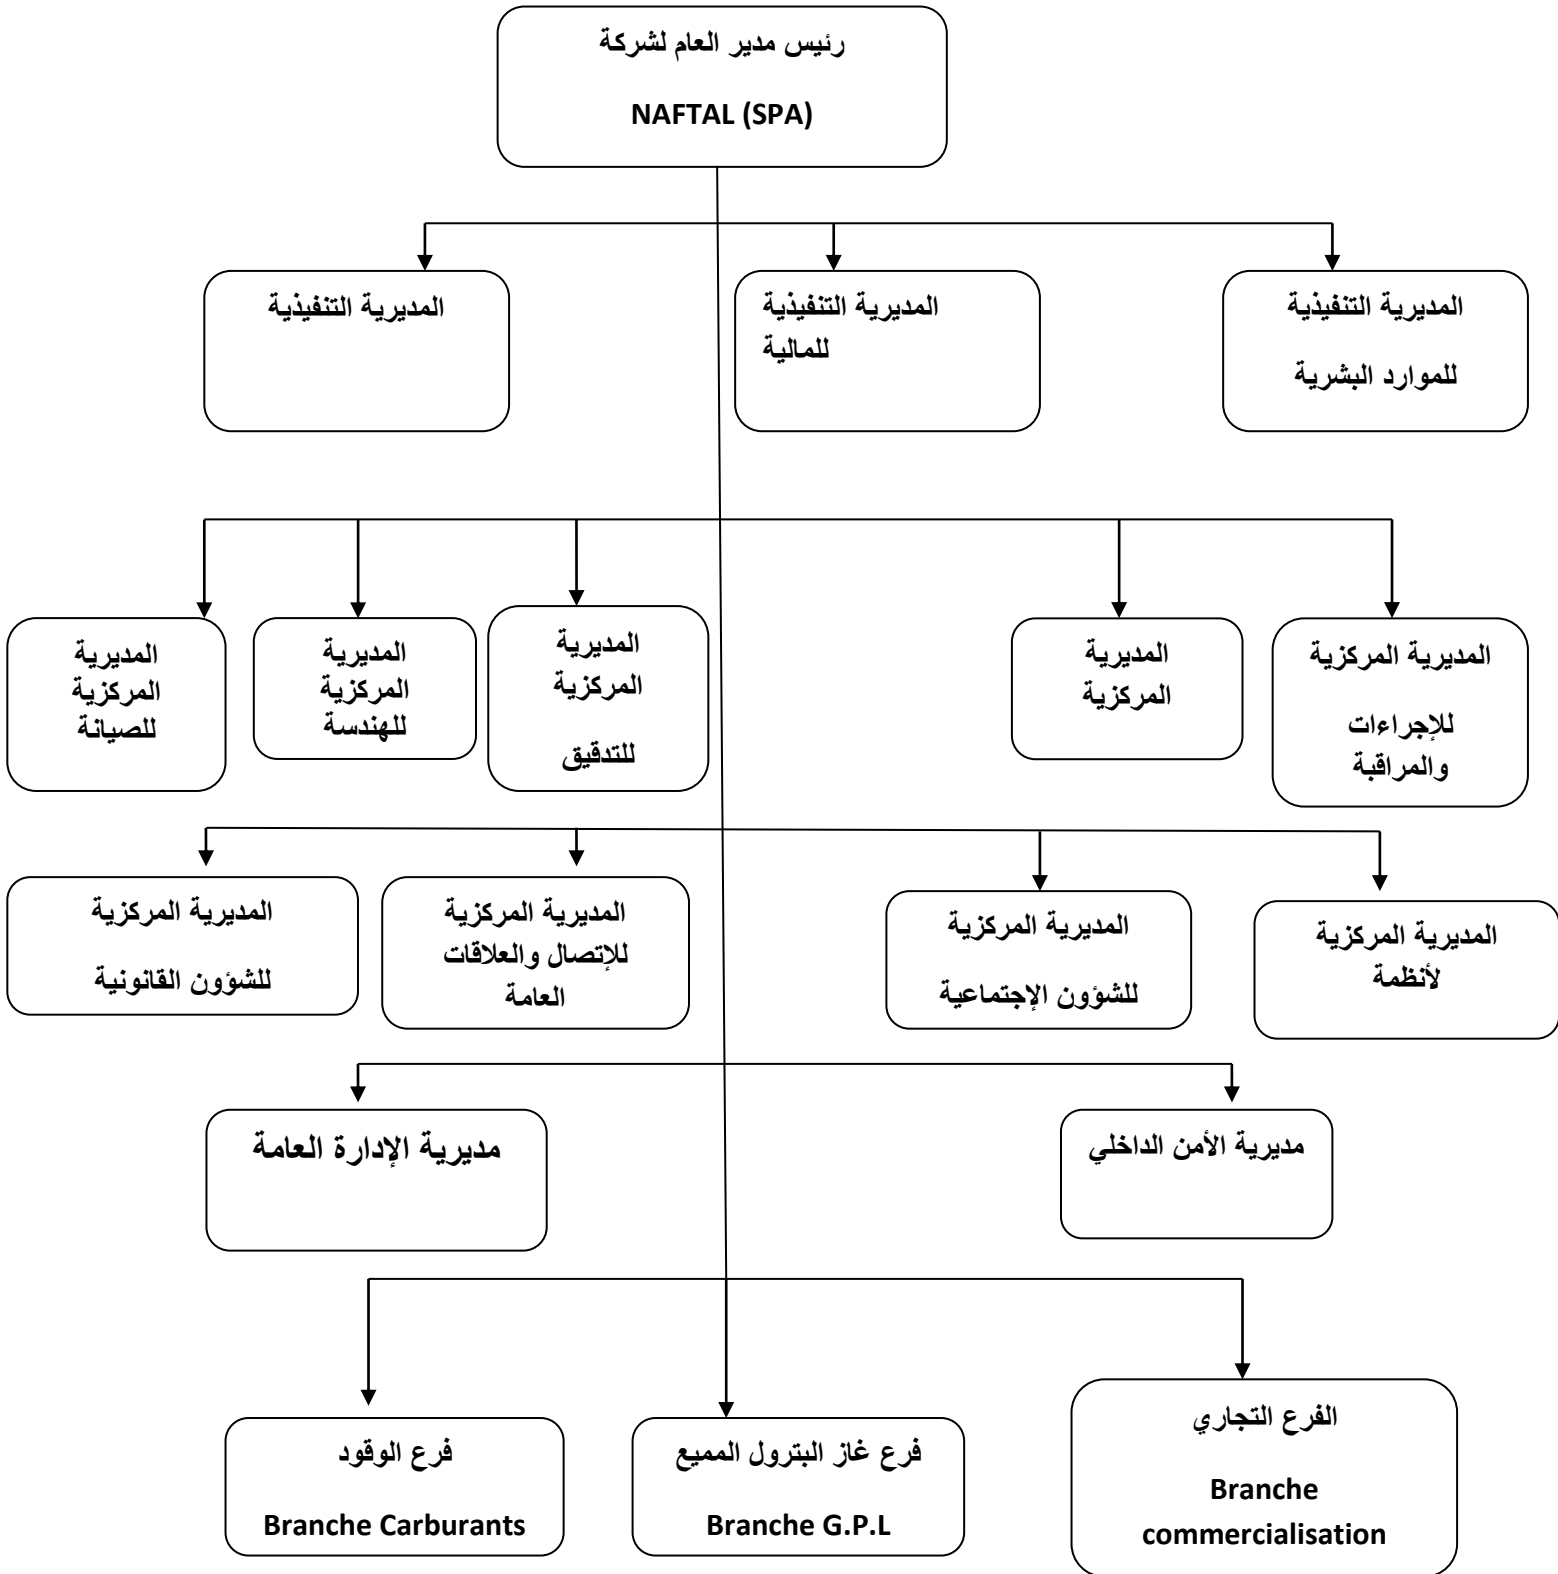 رئيس مدير العام لشركة
NAFTAL (SPA)
المديرية التنفيذية
للموارد البشرية
المديرية التنفيذية
للمالية
المديرية التنفيذية
المديرية المركزية
للإجراءات
والمراقبة
المديرية
المركزية
المديرية
المركزية
للتدقيق
المديرية
المركزية
للهندسة
المديرية
المركزية
للصيانة
المديرية المركزية
لأنظمة
المديرية المركزية
للشؤون الإجتماعية
المديرية المركزية
للإتصال والعلاقات
العامة
المديرية المركزية
للشؤون القانونية
مديرية الأمن الداخلي
مديرية الإدارة العامة
الفرع التجاري
Branche
commercialisation
فرع غاز البترول المميع
Branche G.P.L
فرع الوقود
Branche Carburants